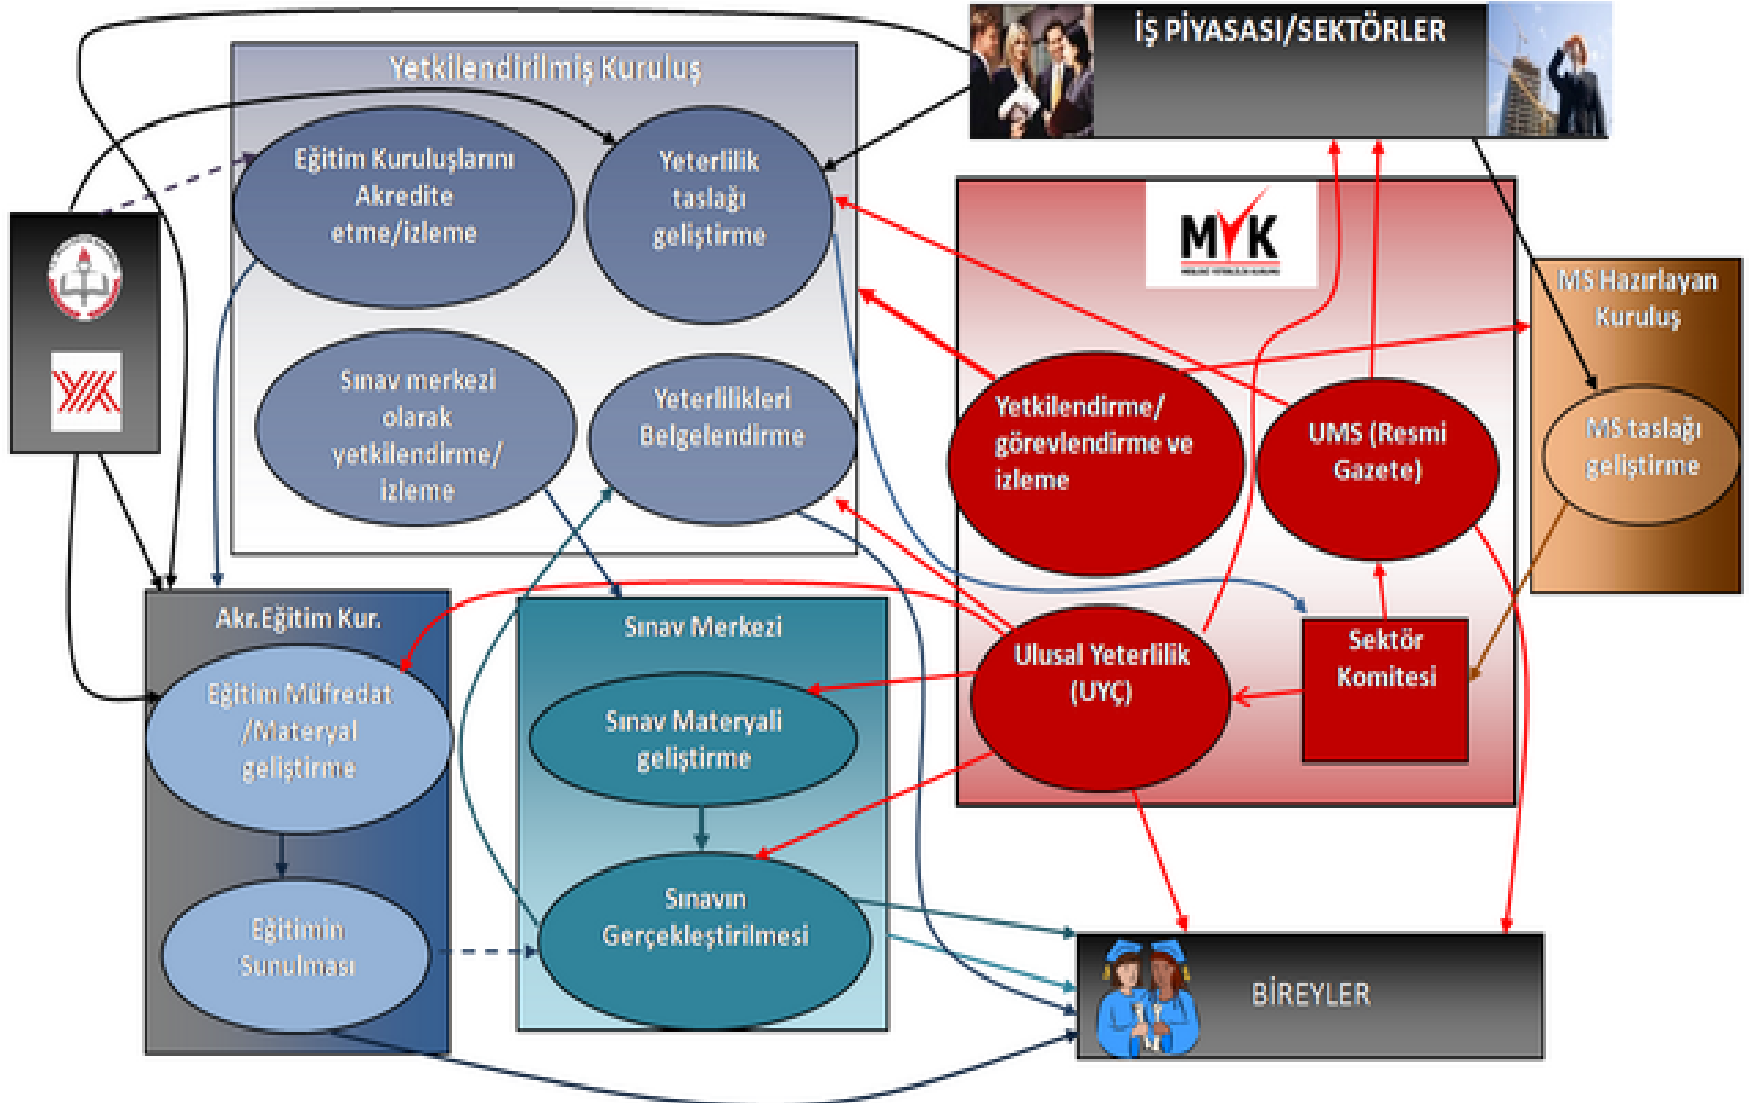 İŞ PİYASASI/SEKTÖRLER
Yetkilendirilmiş Kuruluş
Eğitim Kuruluşlarını
Akredite
etme/izleme
Yeterlilik
taslağı
geliştirme
Sınav merkezi
olarak
yetkilendirme/
izleme
Yeterlilikleri
Belgelendirme
MYK
MS Hazırlayan
Kuruluş
MS taslağı
geliştirme
Yetkilendirme/
görevlendirme ve
izleme
UMS (Resmi
Gazete)
Ulusal Yeterlilik
(UYÇ)
Sektör
Komitesi
Akr.Eğitim Kur.
Eğitim Müfredat
/Materyal
geliştirme
Eğitimin
Sunulması
Sınav Merkezi
Sınav Materyali
geliştirme
Sınavın
Gerçekleştirilmesi
BİREYLER